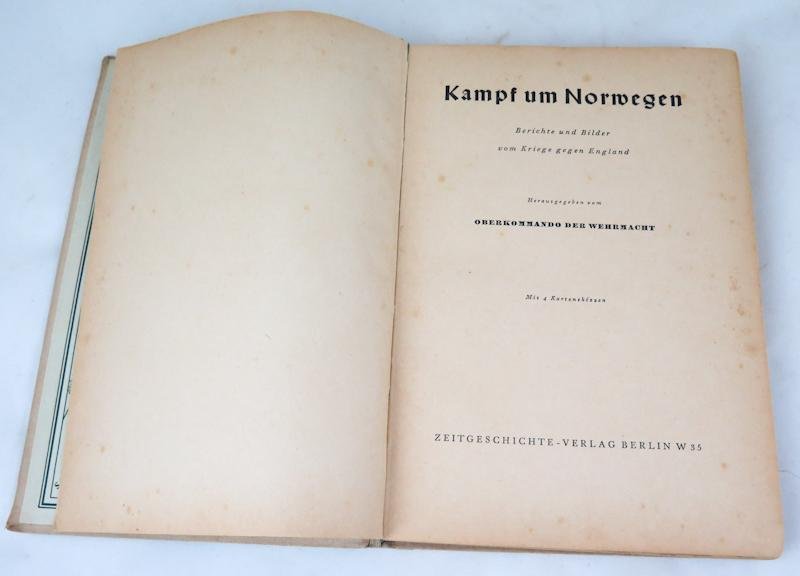 Kampf um Norwegen
Berichte und Bilder
vom Kriege gegen England
Herausgegeben vom
OBERKOMMANDO DER WEHRMACHT
Mit 4 Kartenskizzen
ZEITGESCHICHTE-VERLAG BERLIN W 35